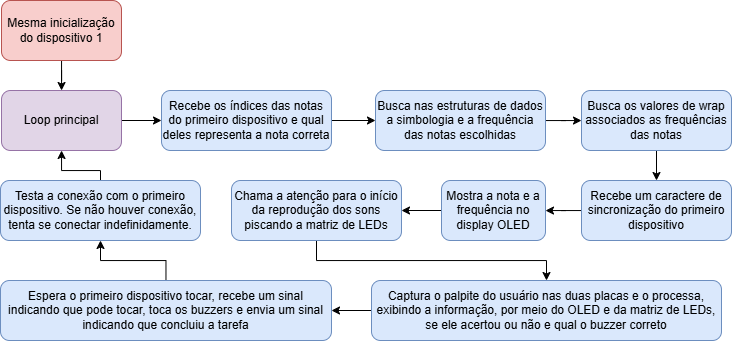 Mesma inicialização
do dispositivo 1
Loop principal
Recebe os índices das notas
do primeiro dispositivo e qual
deles representa a nota correta
Busca nas estruturas de dados
a simbologia e a frequência
das notas escolhidas
Busca os valores de wrap
associados as frequências
das notas
Recebe um caractere de
sincronização do primeiro
dispositivo
Mostra a nota e a
frequência no
display OLED
Chama a atenção para o início
da reprodução dos sons
piscando a matriz de LEDs
Captura o palpite do usuário nas duas placas e o processa,
exibindo a informação, por meio do OLED e da matriz de LEDs,
se ele acertou ou não e qual o buzzer correto
Espera o primeiro dispositivo tocar, recebe um sinal
indicando que pode tocar, toca os buzzers e envia um sinal
indicando que concluiu a tarefa
Testa a conexão com o primeiro
dispositivo. Se não houver conexão,
tenta se conectar indefinidamente.